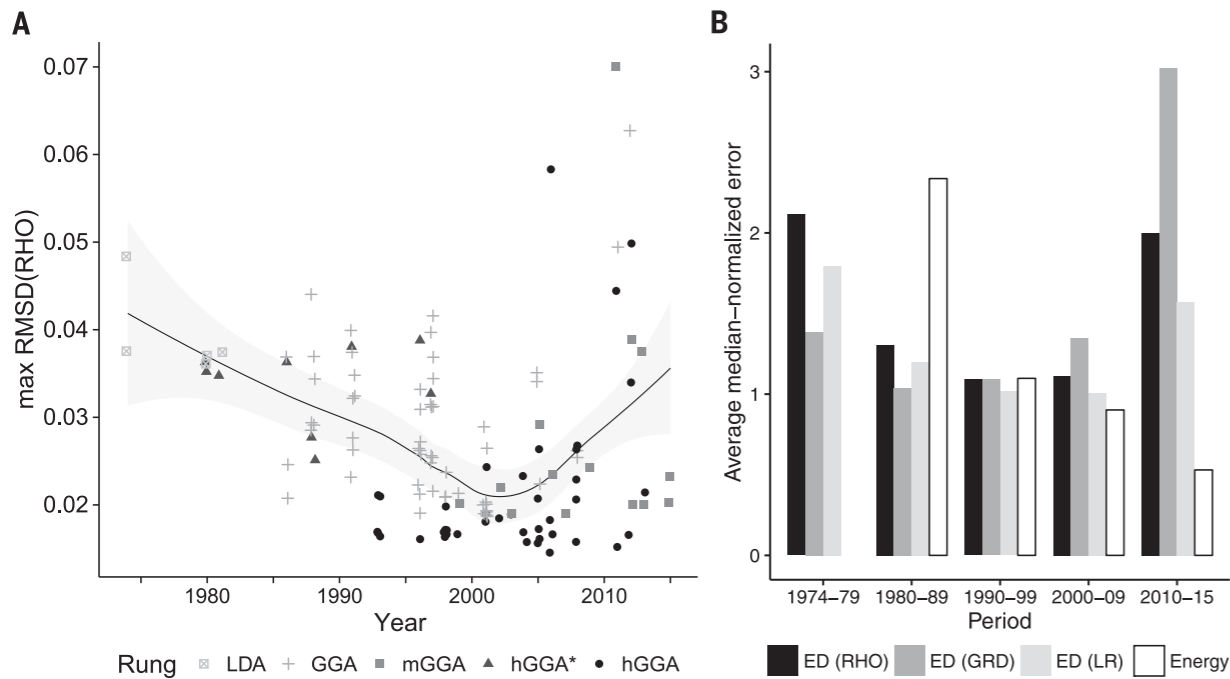 A
max RMSD(RHO)
0.07
0.06
0.05
0.04
0.03
0.02
1980 1990 2000 2010
Year
Rung LDA GGA mGGA hGGA* hGGA
B
Average median–normalized error
3
2
1
0
1974–79 1980–89 1990–99 2000–09 2010–15
Period
ED (RHO) ED (GRD) ED (LR) Energy